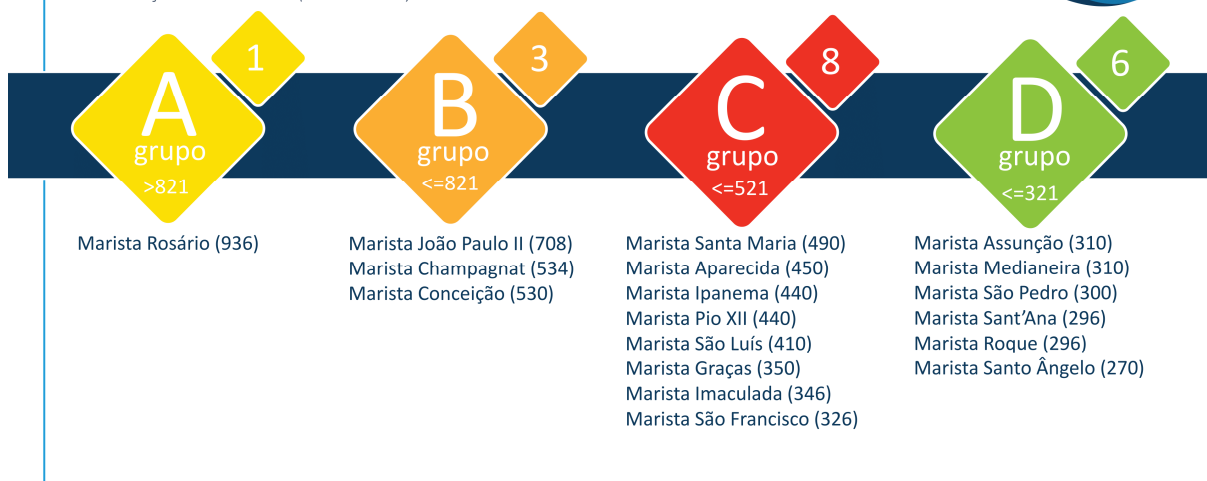 A
grupo
>821
1
Marista Rosário (936)
B
grupo
<=821
3
Marista João Paulo II (708)
Marista Champagnat (534)
Marista Conceição (530)
C
grupo
<=521
8
Marista Santa Maria (490)
Marista Aparecida (450)
Marista Ipanema (440)
Marista Pio XII (440)
Marista São Luís (410)
Marista Graças (350)
Marista Imaculada (346)
Marista São Francisco (326)
D
grupo
<=321
6
Marista Assunção (310)
Marista Medianeira (310)
Marista São Pedro (300)
Marista Sant’Ana (296)
Marista Roque (296)
Marista Santo Ângelo (270)